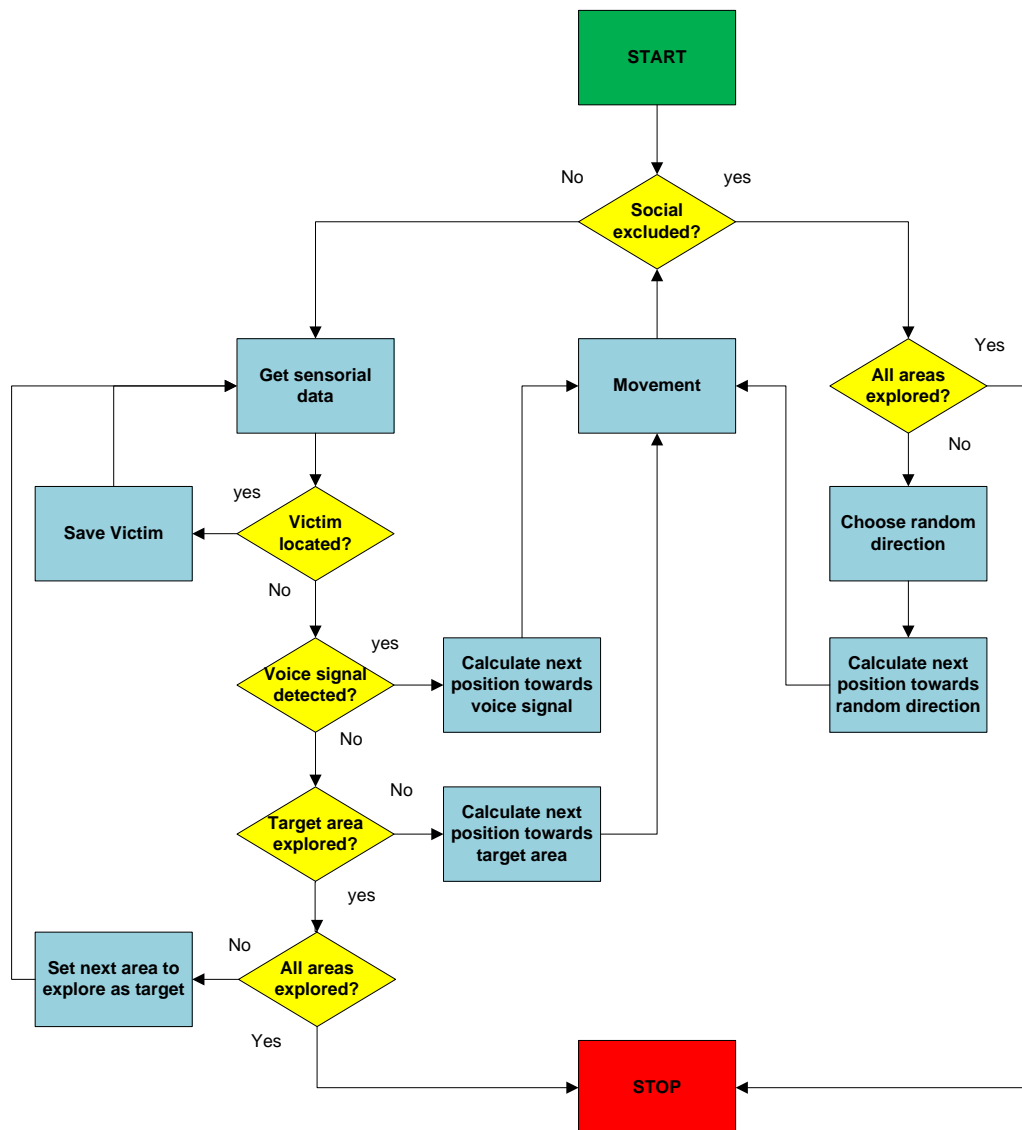 START
No
yes
Social
excluded?
Get sensorial
data
Movement
All areas
explored?
Yes
No
yes
Save Victim
Victim
located?
Choose random
direction
No
yes
Voice signal
detected?
Calculate next
position towards
voice signal
Calculate next
position towards
random direction
No
No
Target area
explored?
Calculate next
position towards
target area
yes
No
Set next area to
explore as target
All areas
explored?
Yes
STOP